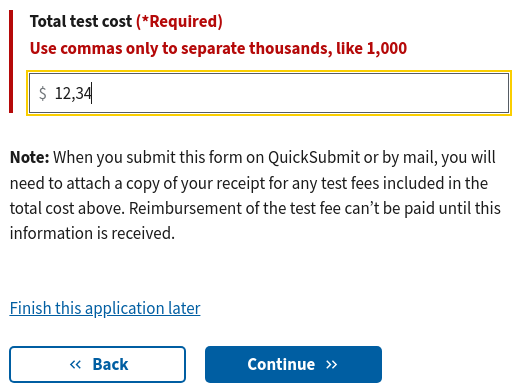 Total test cost (*Required)
Use commas only to separate thousands, like 1,000
$ 12,34
Note: When you submit this form on QuickSubmit or by mail, you will
need to attach a copy of your receipt for any test fees included in the
total cost above. Reimbursement of the test fee can’t be paid until this
information is received.
Finish this application later
« Back
Continue »